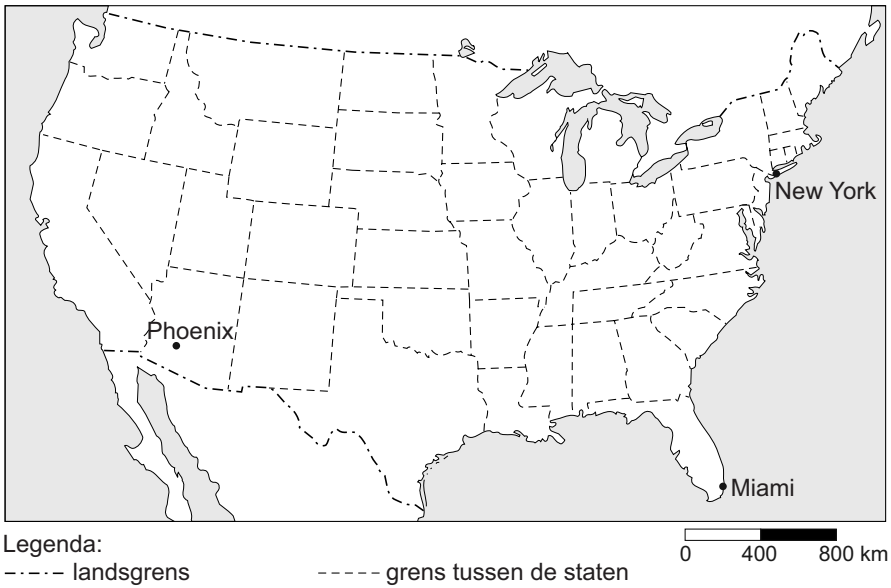 New York
Phoenix
Miami
Legenda:
landsgrens
grens tussen de staten
0 400 800 km